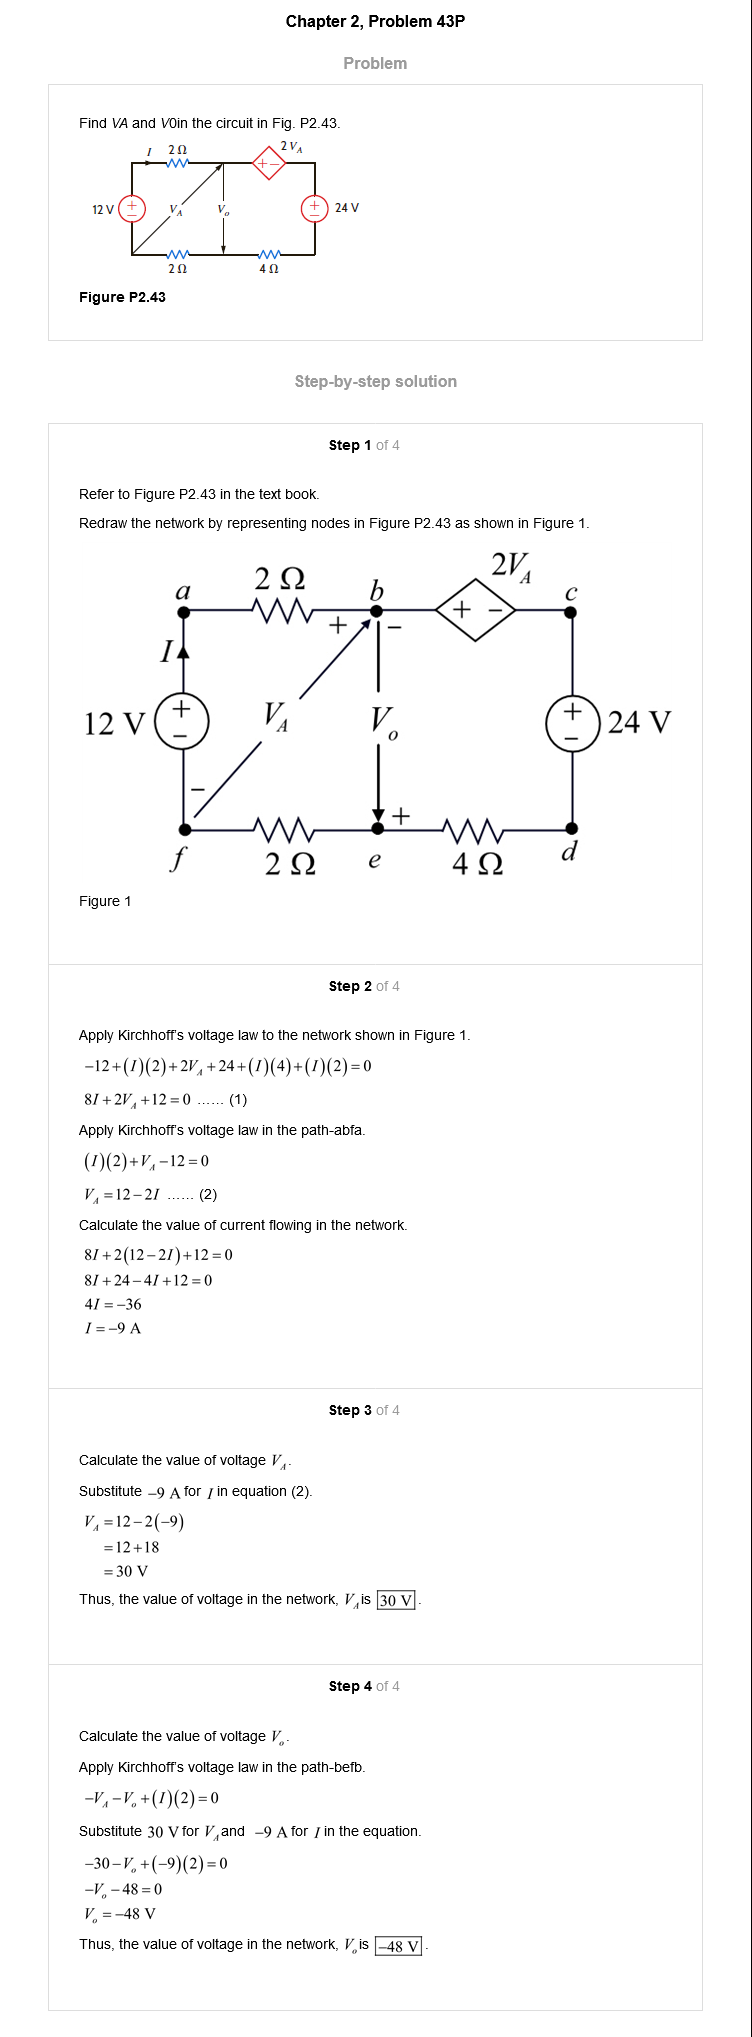 Chapter 2, Problem 43P
Problem
Find VA and V0in the circuit in Fig. P2.43.
I 2 Ω 2 V_A
+ −
12 V + − V_A V_o + − 24 V
2 Ω 4 Ω
Figure P2.43
Step-by-step solution
Step 1 of 4
Refer to Figure P2.43 in the text book.
Redraw the network by representing nodes in Figure P2.43 as shown in Figure 1.
2V_A
a 2 Ω b c
+ − + −
I
12 V + − V_A V_o + − 24 V
− +
f 2 Ω e 4 Ω d
Figure 1
Step 2 of 4
Apply Kirchhoff's voltage law to the network shown in Figure 1.
−12+(I)(2)+2V_A+24+(I)(4)+(I)(2)=0
8I+2V_A+12=0 ...... (1)
Apply Kirchhoff's voltage law in the path-abfa.
(I)(2)+V_A−12=0
V_A=12−2I ...... (2)
Calculate the value of current flowing in the network.
8I+2(12−2I)+12=0
8I+24−4I+12=0
4I=−36
I=−9 A
Step 3 of 4
Calculate the value of voltage V_A.
Substitute −9 A for I in equation (2).
V_A=12−2(−9)
=12+18
=30 V
Thus, the value of voltage in the network, V_A is 30 V.
Step 4 of 4
Calculate the value of voltage V_o.
Apply Kirchhoff's voltage law in the path-befb.
−V_A−V_o+(I)(2)=0
Substitute 30 V for V_A and −9 A for I in the equation.
−30−V_o+(−9)(2)=0
−V_o−48=0
V_o=−48 V
Thus, the value of voltage in the network, V_o is −48 V.